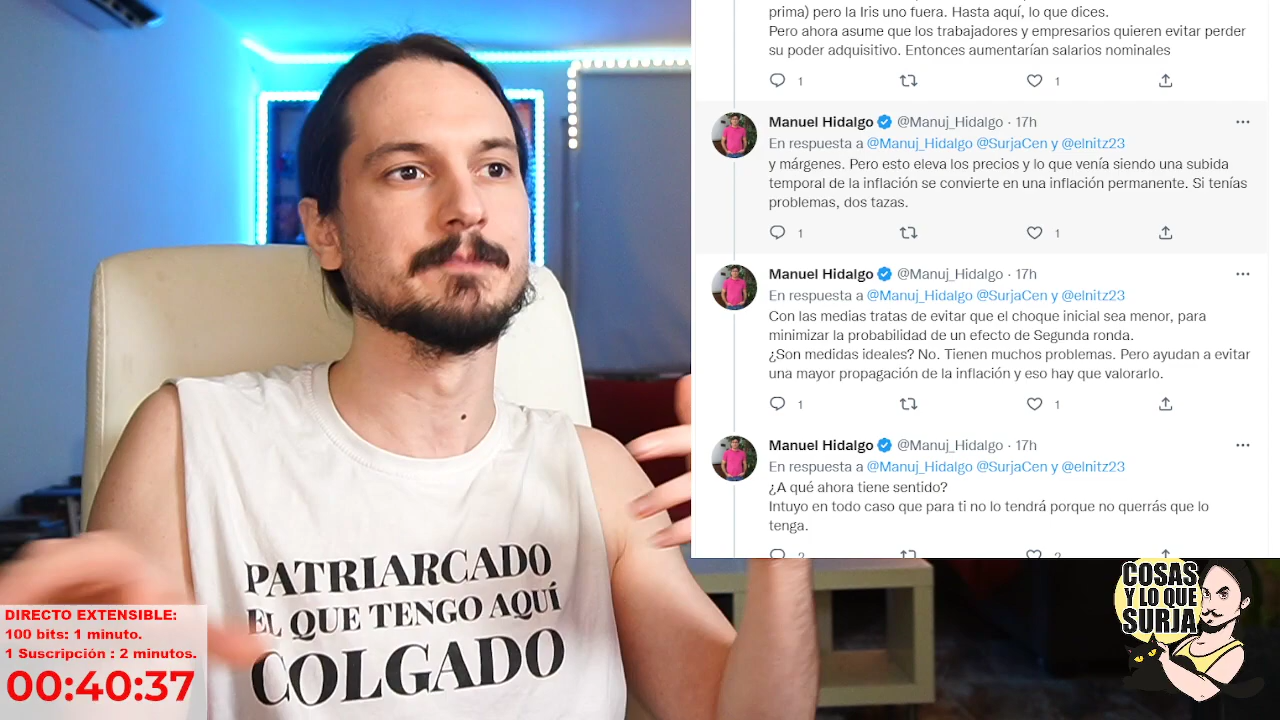 prima) pero la Iris uno fuera. Hasta aquí, lo que dices.
Pero ahora asume que los trabajadores y empresarios quieren evitar perder
su poder adquisitivo. Entonces aumentarían salarios nominales
1
1
Manuel Hidalgo @Manuj_Hidalgo · 17h
En respuesta a @Manuj_Hidalgo @SurjaCen y @elnitz23
y márgenes. Pero esto eleva los precios y lo que venía siendo una subida
temporal de la inflación se convierte en una inflación permanente. Si tenías
problemas, dos tazas.
1
1
Manuel Hidalgo @Manuj_Hidalgo · 17h
En respuesta a @Manuj_Hidalgo @SurjaCen y @elnitz23
Con las medias tratas de evitar que el choque inicial sea menor, para
minimizar la probabilidad de un efecto de Segunda ronda.
¿Son medidas ideales? No. Tienen muchos problemas. Pero ayudan a evitar
una mayor propagación de la inflación y eso hay que valorarlo.
1
1
Manuel Hidalgo @Manuj_Hidalgo · 17h
En respuesta a @Manuj_Hidalgo @SurjaCen y @elnitz23
¿A qué ahora tiene sentido?
Intuyo en todo caso que para ti no lo tendrá porque no querrás que lo
tenga.
PATRIARCADO
EL QUE TENGO AQUÍ
COLGADO
DIRECTO EXTENSIBLE:
100 bits: 1 minuto.
1 Suscripción : 2 minutos.
00:40:37
COSAS
Y LO QUE
SURJA